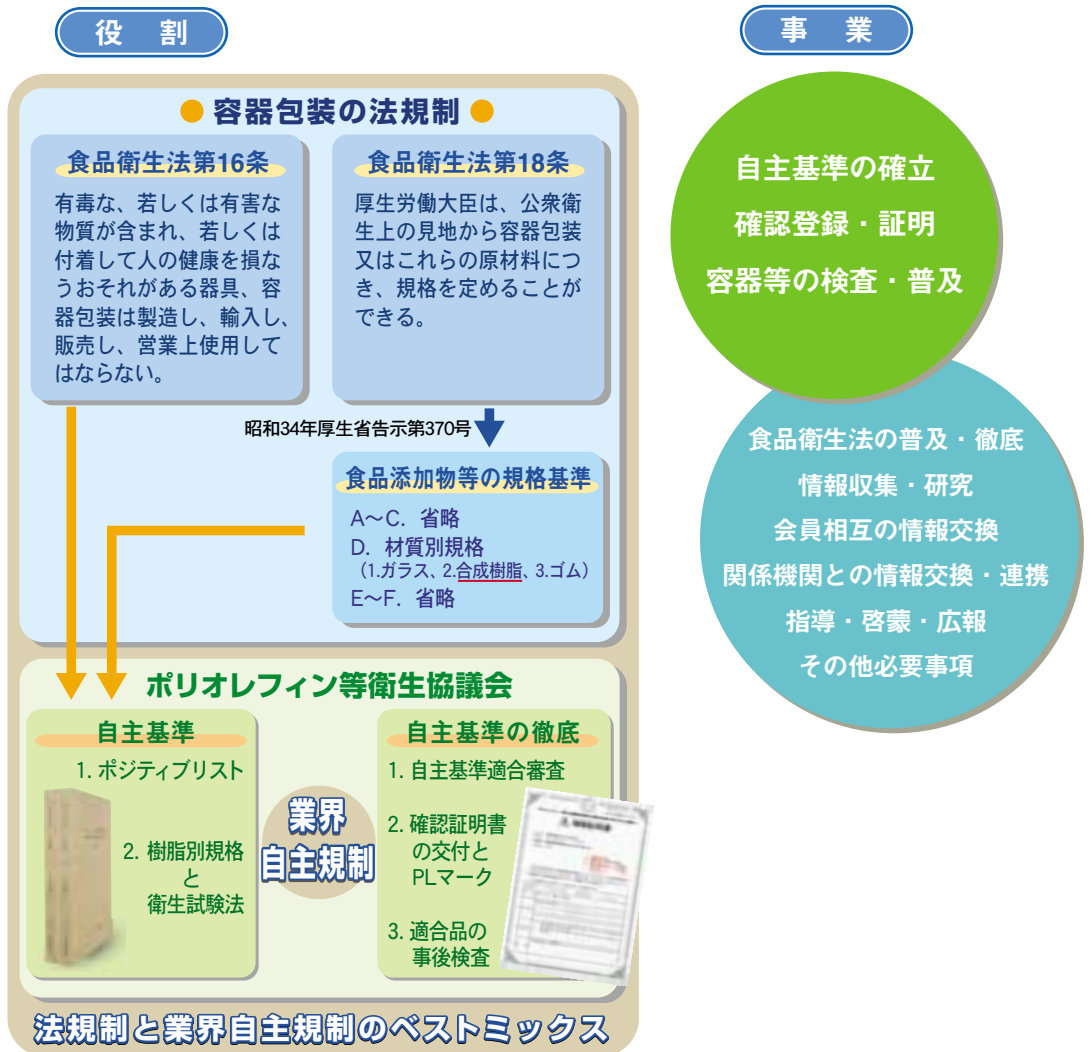 役 割
● 容器包装の法規制 ●
食品衛生法第16条
有毒な、若しくは有害な
物質が含まれ、若しくは
付着して人の健康を損な
うおそれがある器具、容
器包装は製造し、輸入し、
販売し、営業上使用して
はならない。
食品衛生法第18条
厚生労働大臣は、公衆衛
生上の見地から容器包装
又はこれらの原材料につ
き、規格を定めることが
できる。
昭和34年厚生省告示第370号
食品添加物等の規格基準
A〜C. 省略
D. 材質別規格
（1.ガラス、2.合成樹脂、3.ゴム）
E〜F. 省略
ポリオレフィン等衛生協議会
自主基準
1. ポジティブリスト
2. 樹脂別規格
と
衛生試験法
業界
自主規制
自主基準の徹底
1. 自主基準適合審査
2. 確認証明書
の交付と
PLマーク
3. 適合品の
事後検査
法規制と業界自主規制のベストミックス
事 業
自主基準の確立
確認登録・証明
容器等の検査・普及
食品衛生法の普及・徹底
情報収集・研究
会員相互の情報交換
関係機関との情報交換・連携
指導・啓蒙・広報
その他必要事項